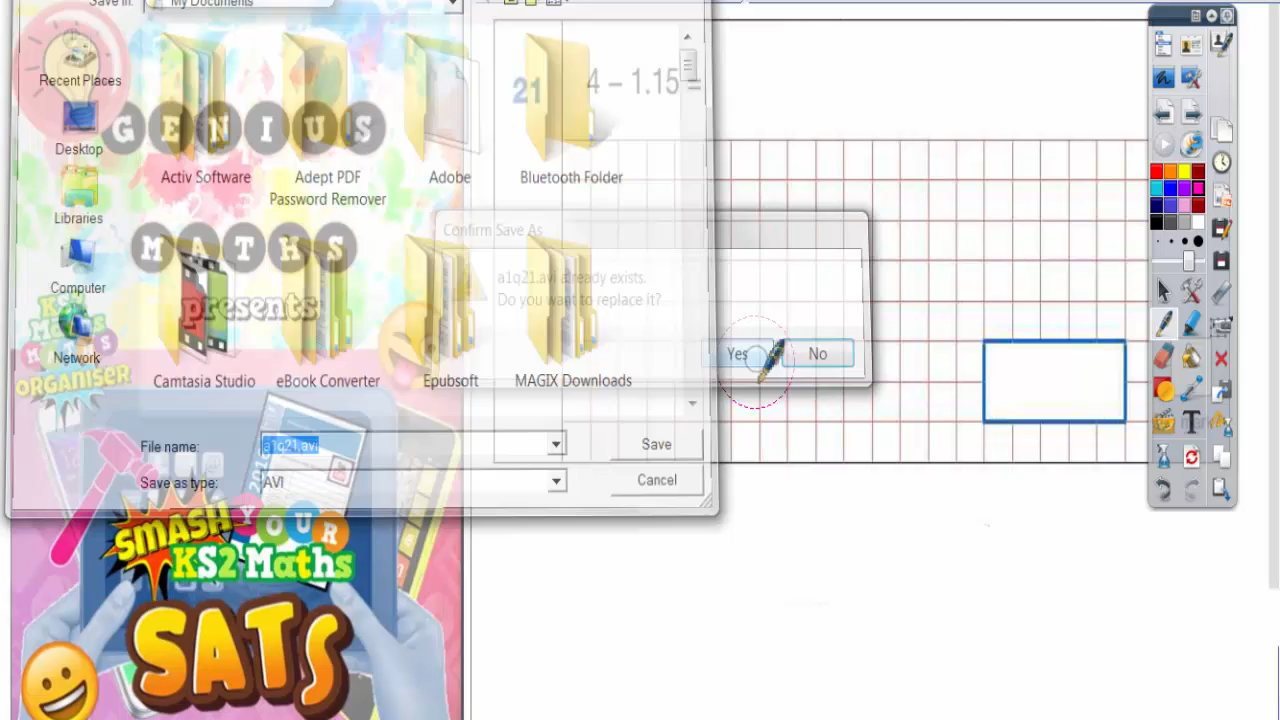 Save in:
My Documents
Recent Places
Desktop
Libraries
Computer
Network
Activ Software
Adept PDF
Password Remover
Adobe
Bluetooth Folder
Camtasia Studio
eBook Converter
Epubsoft
MAGIX Downloads
GENIUS
MATHS
presents
KS2
Maths
ORGANISER
21
4 – 1.15 =
Confirm Save As
a1q21.avi already exists.
Do you want to replace it?
Yes
No
File name:
a1q21.avi
Save
Save as type:
AVI
Cancel
SMASH YOUR
KS2 Maths
SATS
T